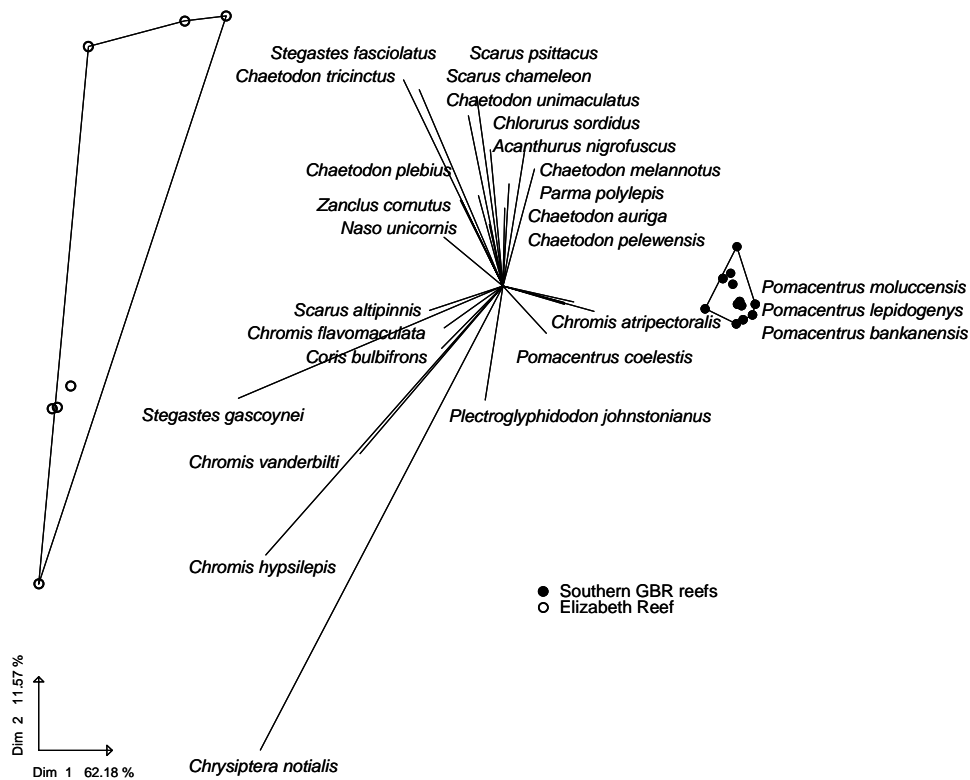 Stegastes fasciolatus Scarus psittacus
Chaetodon tricinctus Scarus chameleon
Chaetodon unimaculatus
Chlorurus sordidus
Acanthurus nigrofuscus
Chaetodon plebius Chaetodon melannotus
Parma polylepis
Zanclus cornutus Chaetodon auriga
Naso unicornis Chaetodon pelewensis
Pomacentrus moluccensis
Scarus altipinnis Pomacentrus lepidogenys
Chromis atripectoralis
Chromis flavomaculata Pomacentrus bankanensis
Coris bulbifrons Pomacentrus coelestis
Stegastes gascoynei Plectroglyphidodon johnstonianus
Chromis vanderbilti
Chromis hypsilepis
Southern GBR reefs
Elizabeth Reef
Dim 2 11.57 %
Dim 1 62.18 %
Chrysiptera notialis